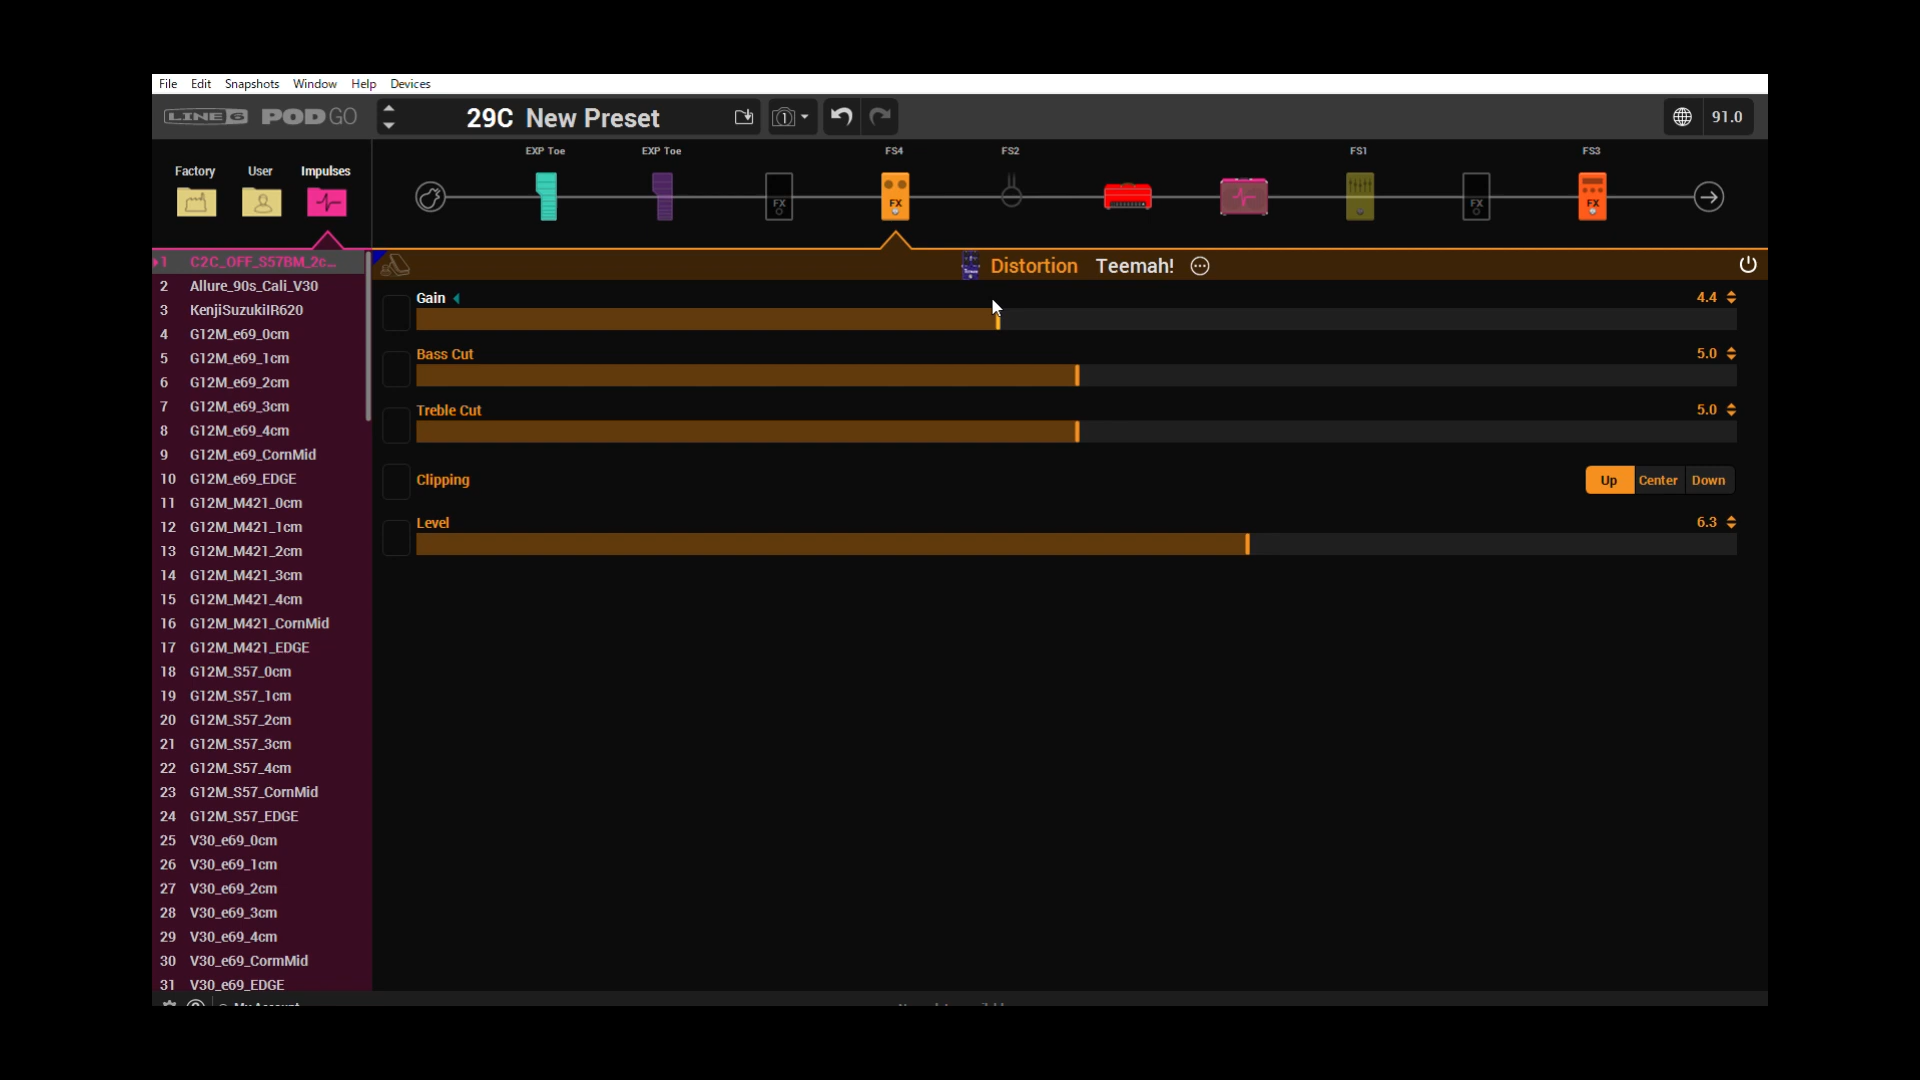 File Edit Snapshots Window Help Devices
LINE 6 POD GO 29C New Preset 1 91.0
EXP Toe EXP Toe FS4 FS2 FS1 FS3
Factory User Impulses
FX FX FX FX
1 C2C_OFF_S57BM_2c...
Distortion Teemah!
2 Allure_90s_Cali_V30
Gain 4.4
3 KenjiSuzukiIR620
4 G12M_e69_0cm
5 G12M_e69_1cm
Bass Cut 5.0
6 G12M_e69_2cm
7 G12M_e69_3cm
Treble Cut 5.0
8 G12M_e69_4cm
9 G12M_e69_CornMid
10 G12M_e69_EDGE
Clipping Up Center Down
11 G12M_M421_0cm
12 G12M_M421_1cm
Level 6.3
13 G12M_M421_2cm
14 G12M_M421_3cm
15 G12M_M421_4cm
16 G12M_M421_CornMid
17 G12M_M421_EDGE
18 G12M_S57_0cm
19 G12M_S57_1cm
20 G12M_S57_2cm
21 G12M_S57_3cm
22 G12M_S57_4cm
23 G12M_S57_CornMid
24 G12M_S57_EDGE
25 V30_e69_0cm
26 V30_e69_1cm
27 V30_e69_2cm
28 V30_e69_3cm
29 V30_e69_4cm
30 V30_e69_CormMid
31 V30_e69_EDGE
My Account